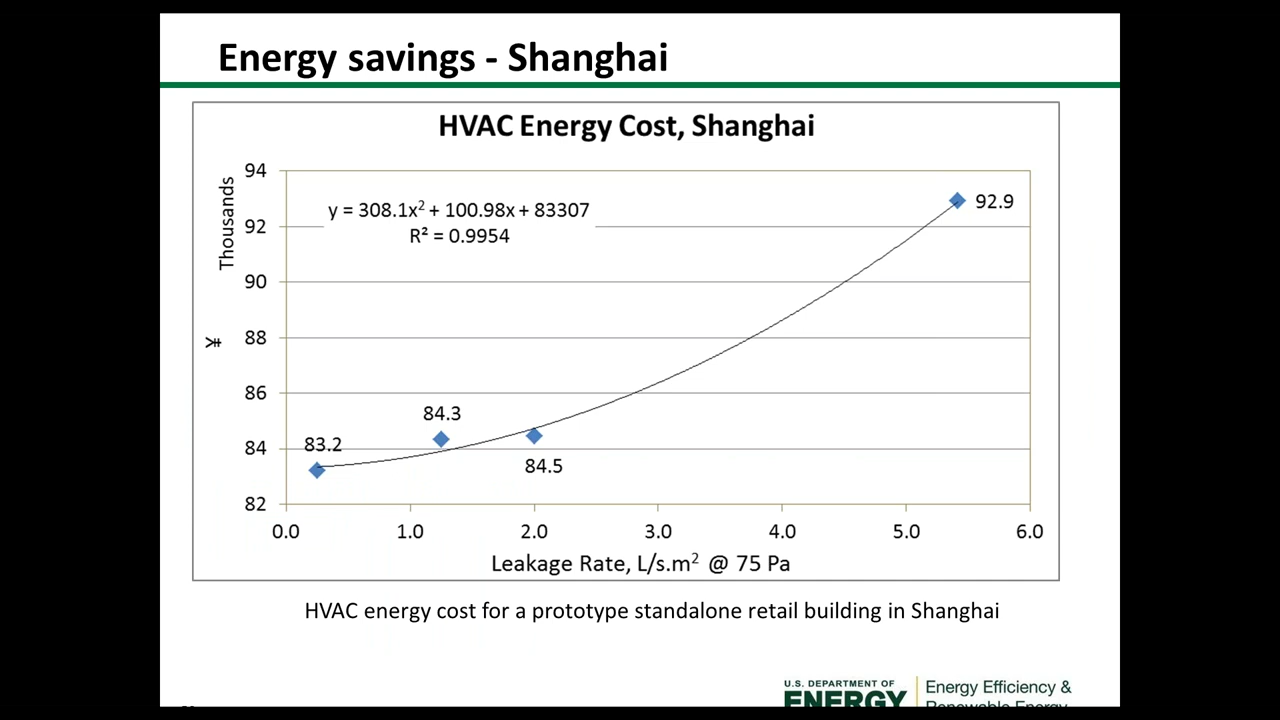 Energy savings - Shanghai
HVAC Energy Cost, Shanghai
Thousands
¥
94
92
90
88
86
84
82
y = 308.1x² + 100.98x + 83307
R² = 0.9954
83.2
84.3
84.5
92.9
0.0 1.0 2.0 3.0 4.0 5.0 6.0
Leakage Rate, L/s.m² @ 75 Pa
HVAC energy cost for a prototype standalone retail building in Shanghai
U.S. DEPARTMENT OF
ENERGY
Energy Efficiency &
Renewable Energy